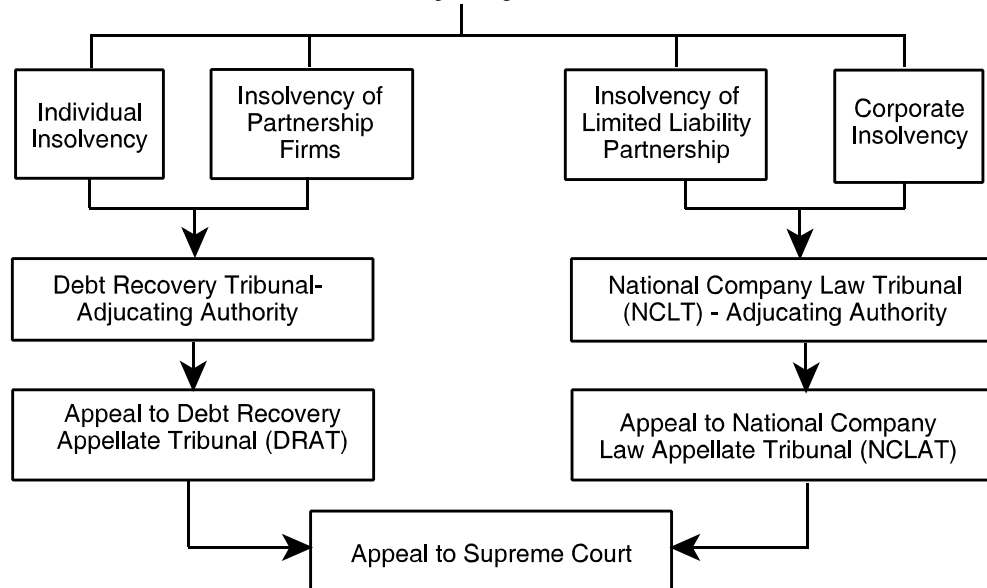 Individual
Insolvency
Insolvency of
Partnership
Firms
Insolvency of
Limited Liability
Partnership
Corporate
Insolvency
Debt Recovery Tribunal-
Adjucating Authority
National Company Law Tribunal
(NCLT) - Adjucating Authority
Appeal to Debt Recovery
Appellate Tribunal (DRAT)
Appeal to National Company
Law Appellate Tribunal (NCLAT)
Appeal to Supreme Court